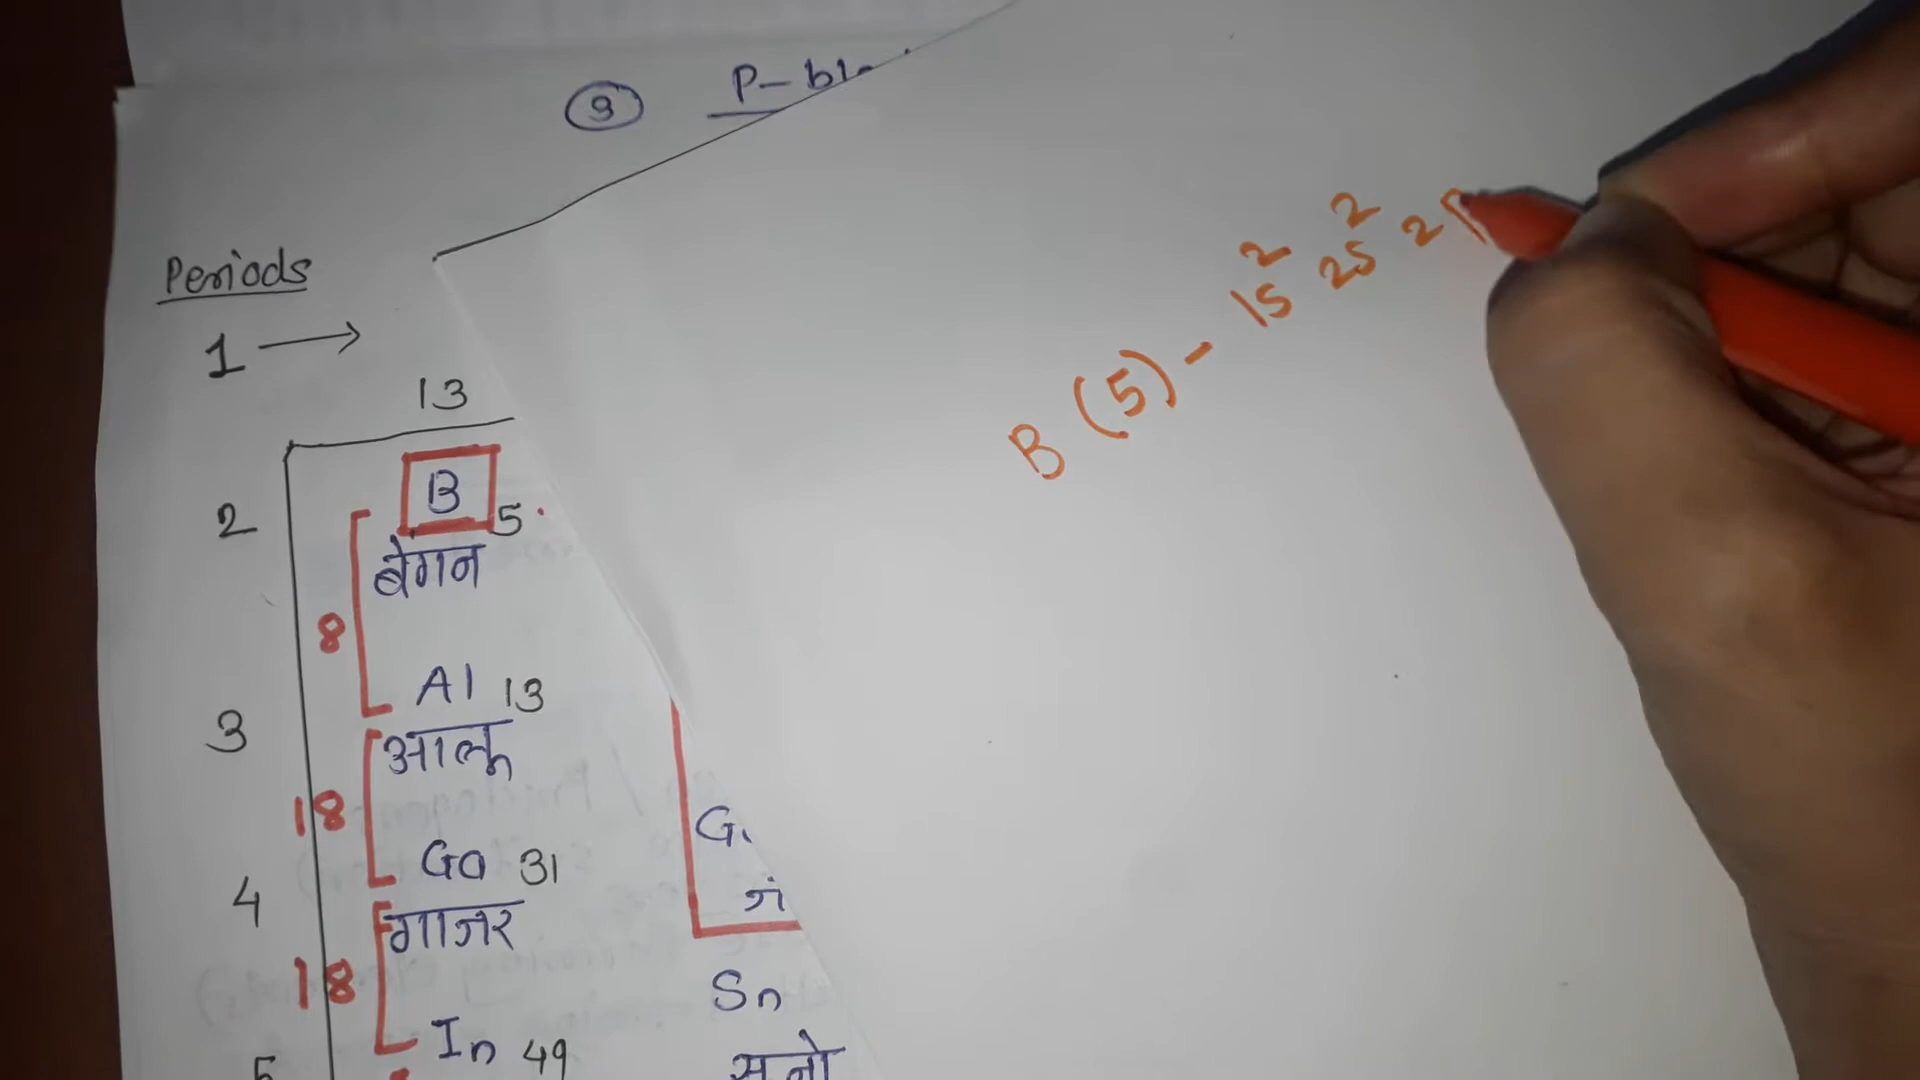 9 P-bl
Periods
1 →
13
2 B 5
बेगन
8
3 Al 13
आलू
18
4 Ga 31
गाजर
18
5 In 49
G
Sn
सुनो
B (5) - 1s² 2s² 2p